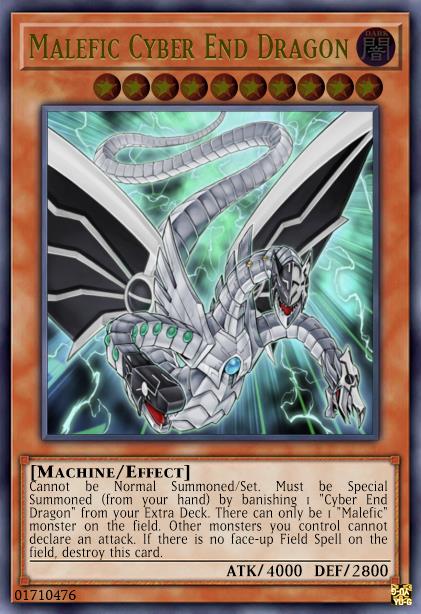 MALEFIC CYBER END DRAGON
DARK
闇
[MACHINE/EFFECT]
Cannot be Normal Summoned/Set. Must be Special
Summoned (from your hand) by banishing 1 "Cyber End
Dragon" from your Extra Deck. There can only be 1 "Malefic"
monster on the field. Other monsters you control cannot
declare an attack. If there is no face-up Field Spell on
the field, destroy this card.
ATK/4000 DEF/2800
01710476